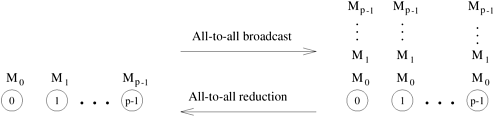 M_{p-1} M_{p-1} M_{p-1}
. . .
. . .
. . .
All-to-all broadcast
M_1 M_1 M_1
M_0 M_1 M_{p-1} M_0 M_0 M_0
All-to-all reduction
0 1 . . . p-1 0 1 . . . p-1